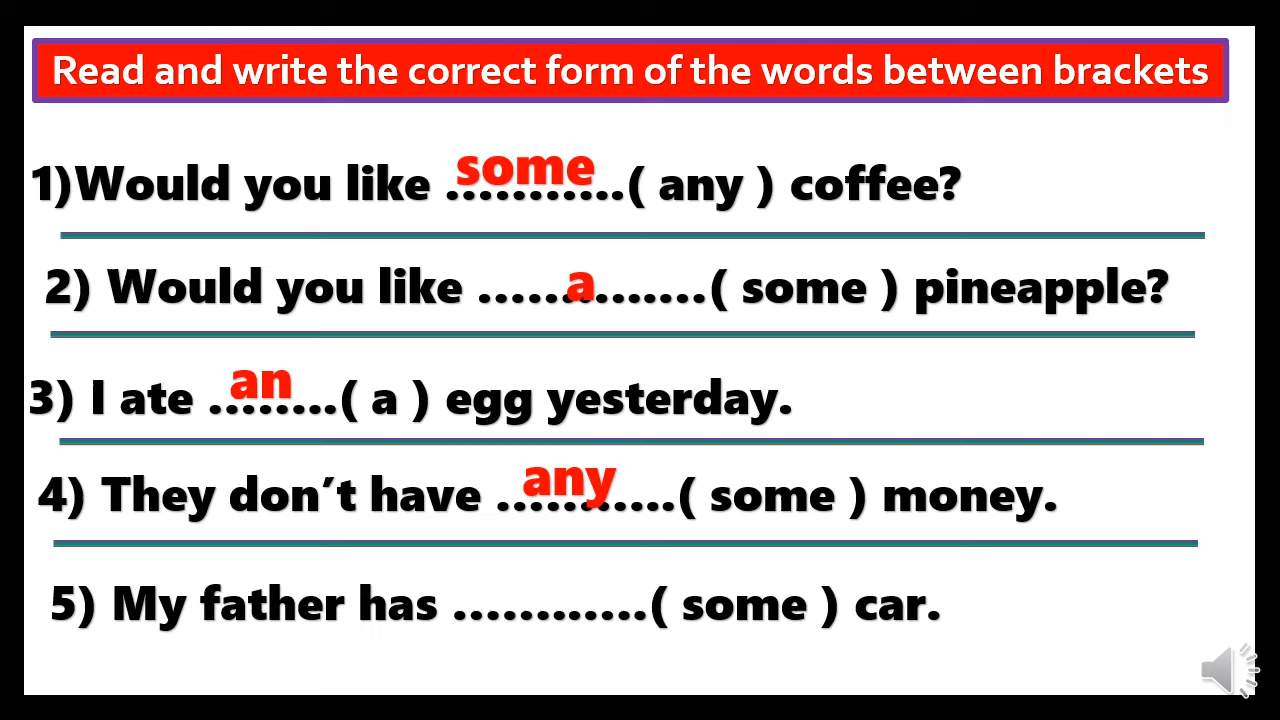 Read and write the correct form of the words between brackets
1)Would you like some ...........( any ) coffee?
2) Would you like ......a.......( some ) pineapple?
3) I ate an ........( a ) egg yesterday.
4) They don't have any ...........( some ) money.
5) My father has ............( some ) car.